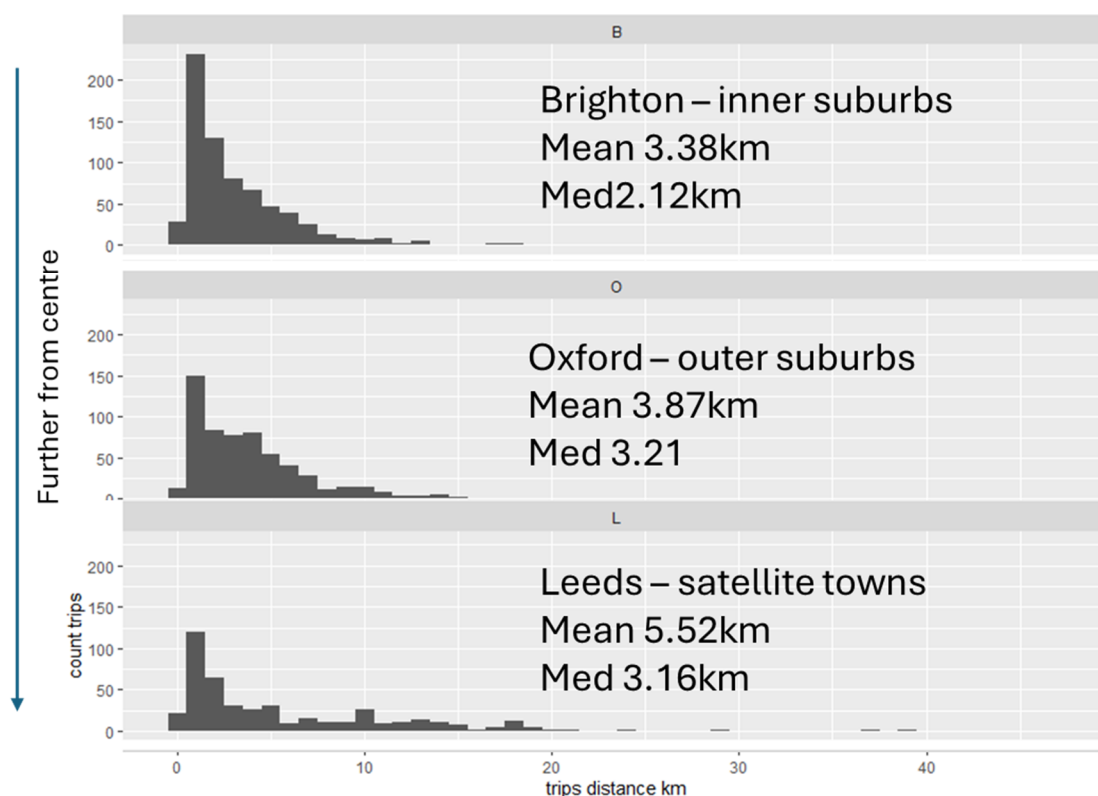 B
200
150
100
50
0
Brighton – inner suburbs
Mean 3.38km
Med2.12km
Further from centre
O
200
150
100
50
0
Oxford – outer suburbs
Mean 3.87km
Med 3.21
L
count trips
200
150
100
50
0
Leeds – satellite towns
Mean 5.52km
Med 3.16km
0 10 20 30 40
trips distance km